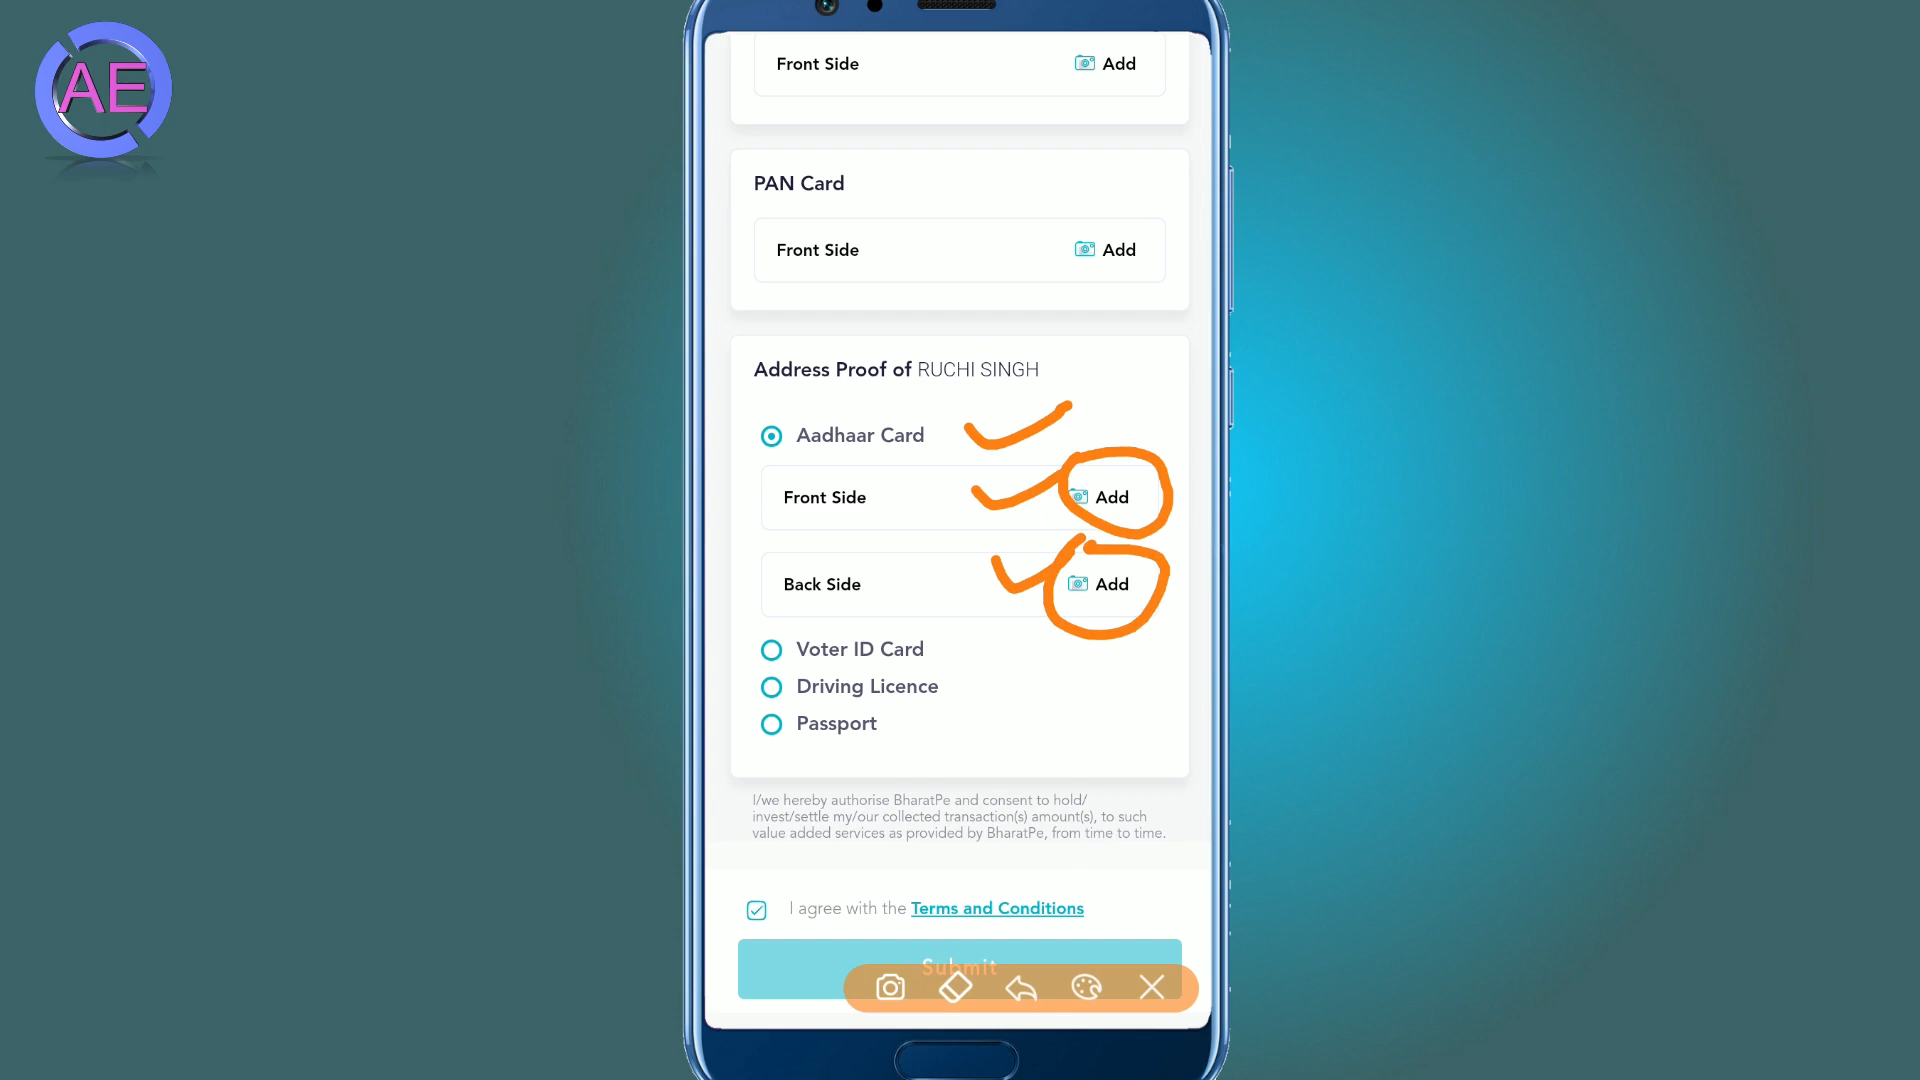 AE
Front Side Add
PAN Card
Front Side Add
Address Proof of RUCHI SINGH
Aadhaar Card
Front Side Add
Back Side Add
Voter ID Card
Driving Licence
Passport
I/we hereby authorise BharatPe and consent to hold/
invest/settle my/our collected transaction(s) amount(s), to such
value added services as provided by BharatPe, from time to time.
I agree with the Terms and Conditions
Submit